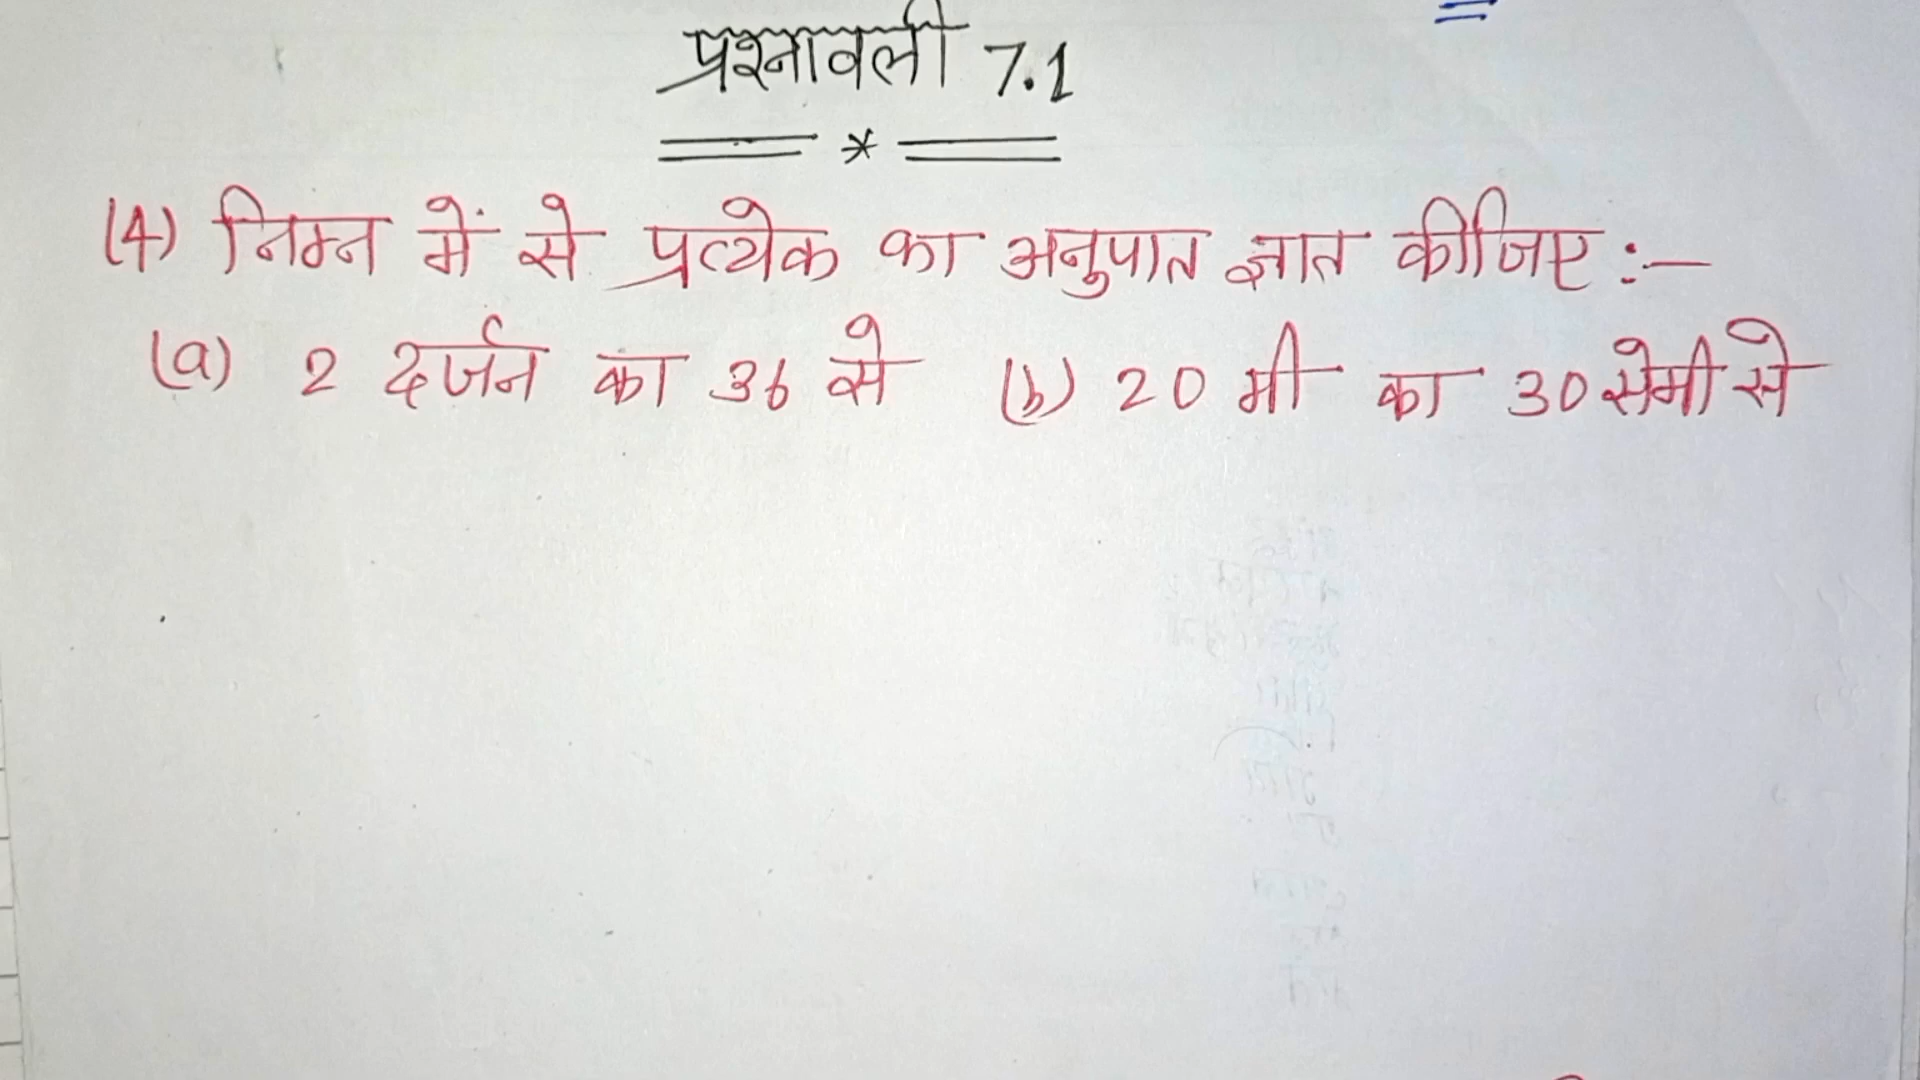 प्रश्नावली 7.1
(4) निम्न में से प्रत्येक का अनुपात ज्ञात कीजिए :-
(a) 2 दर्जन का 36 से (b) 20 मी का 30 सेमी से